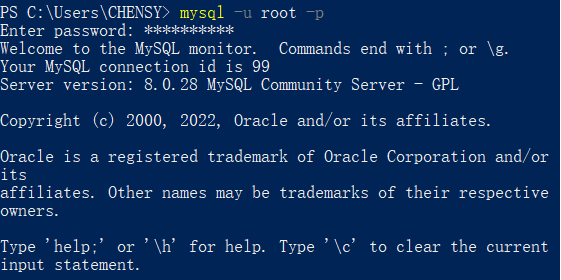 PS C:\Users\CHENSY> mysql -u root -p
Enter password: **********
Welcome to the MySQL monitor.  Commands end with ; or \g.
Your MySQL connection id is 99
Server version: 8.0.28 MySQL Community Server - GPL
Copyright (c) 2000, 2022, Oracle and/or its affiliates.
Oracle is a registered trademark of Oracle Corporation and/or
its
affiliates. Other names may be trademarks of their respective
owners.
Type 'help;' or '\h' for help. Type '\c' to clear the current
input statement.